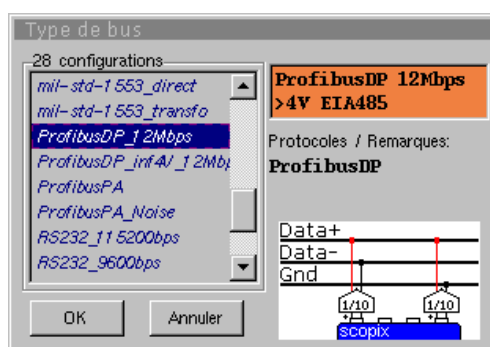 Type de bus
28 configurations
mil-std-1553_direct
mil-std-1553_transfo
ProfibusDP_12Mbps
ProfibusDP_inf4V_12Mb
ProfibusPA
ProfibusPA_Noise
RS232_115200bps
RS232_9600bps
OK
Annuler
ProfibusDP 12Mbps
>4V EIA485
Protocoles / Remarques:
ProfibusDP
Data+
Data-
Gnd
1/10
1/10
+
+
scopix